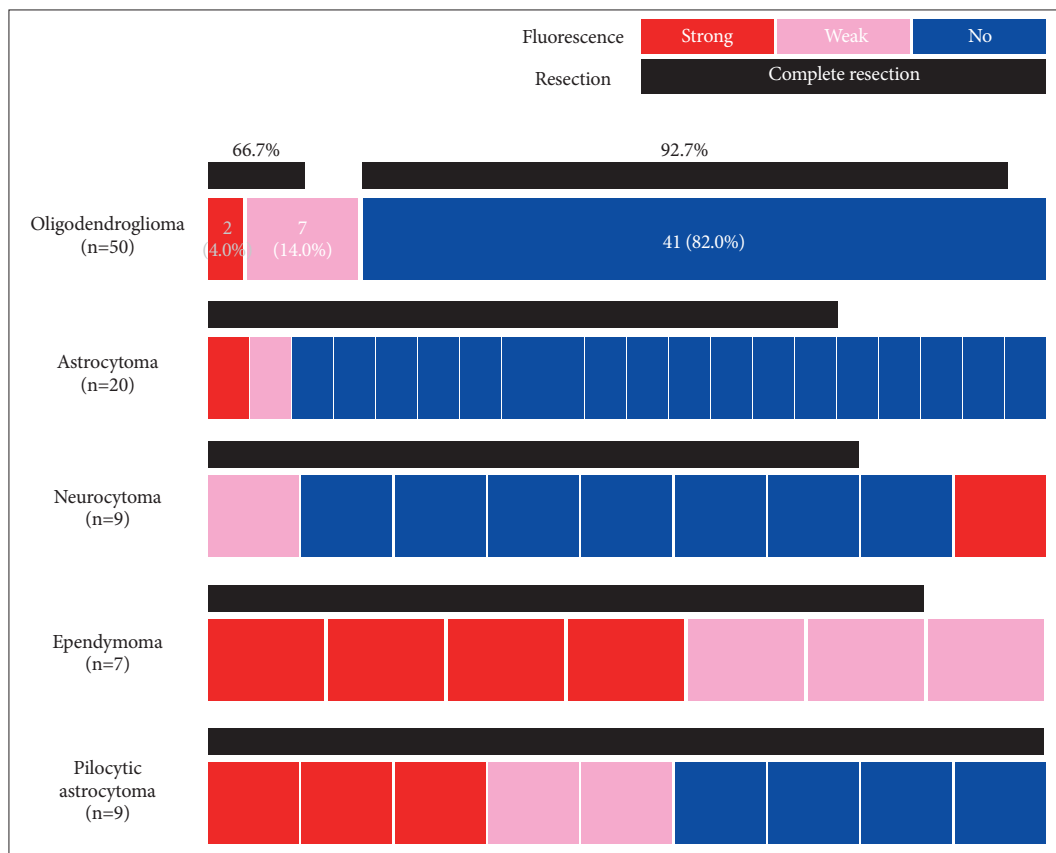 Fluorescence Strong Weak No
Resection Complete resection
66.7% 92.7%
Oligodendroglioma
(n=50)
2
(4.0%
7
(14.0%)
41 (82.0%)
Astrocytoma
(n=20)
Neurocytoma
(n=9)
Ependymoma
(n=7)
Pilocytic
astrocytoma
(n=9)